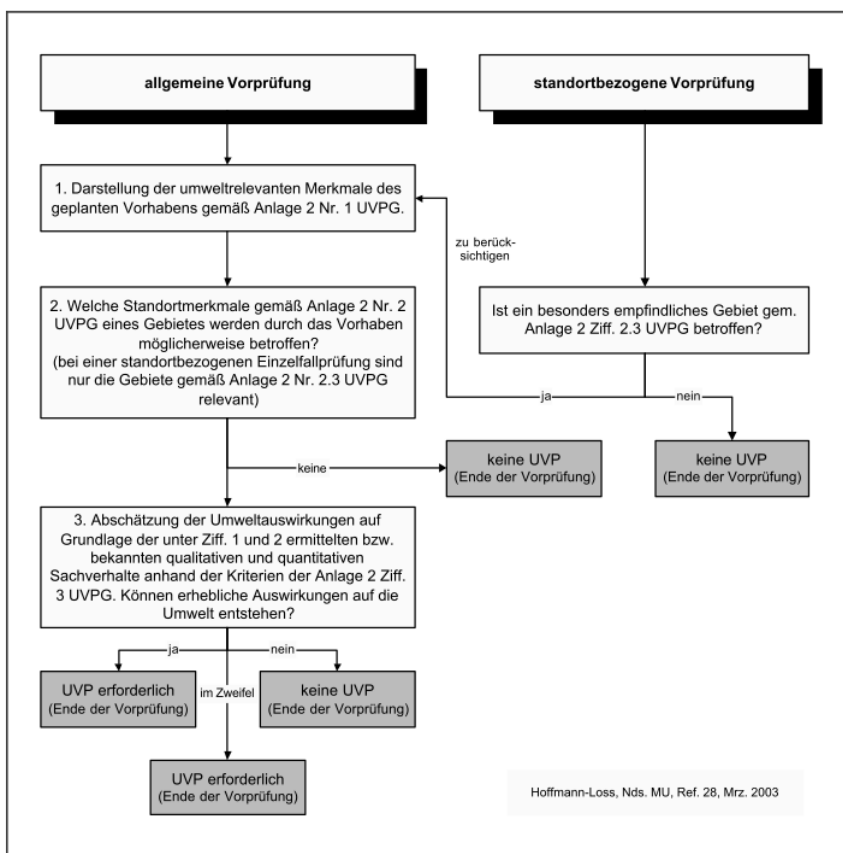 allgemeine Vorprüfung
standortbezogene Vorprüfung
1. Darstellung der umweltrelevanten Merkmale des
geplanten Vorhabens gemäß Anlage 2 Nr. 1 UVPG.
zu berück-
sichtigen
2. Welche Standortmerkmale gemäß Anlage 2 Nr. 2
UVPG eines Gebietes werden durch das Vorhaben
möglicherweise betroffen?
(bei einer standortbezogenen Einzelfallprüfung sind
nur die Gebiete gemäß Anlage 2 Nr. 2.3 UVPG
relevant)
Ist ein besonders empfindliches Gebiet gem.
Anlage 2 Ziff. 2.3 UVPG betroffen?
ja
nein
keine
keine UVP
(Ende der Vorprüfung)
keine UVP
(Ende der Vorprüfung)
3. Abschätzung der Umweltauswirkungen auf
Grundlage der unter Ziff. 1 und 2 ermittelten bzw.
bekannten qualitativen und quantitativen
Sachverhalte anhand der Kriterien der Anlage 2 Ziff.
3 UVPG. Können erhebliche Auswirkungen auf die
Umwelt entstehen?
ja
nein
UVP erforderlich
(Ende der Vorprüfung)
im Zweifel
keine UVP
(Ende der Vorprüfung)
UVP erforderlich
(Ende der Vorprüfung)
Hoffmann-Loss, Nds. MU, Ref. 28, Mrz. 2003